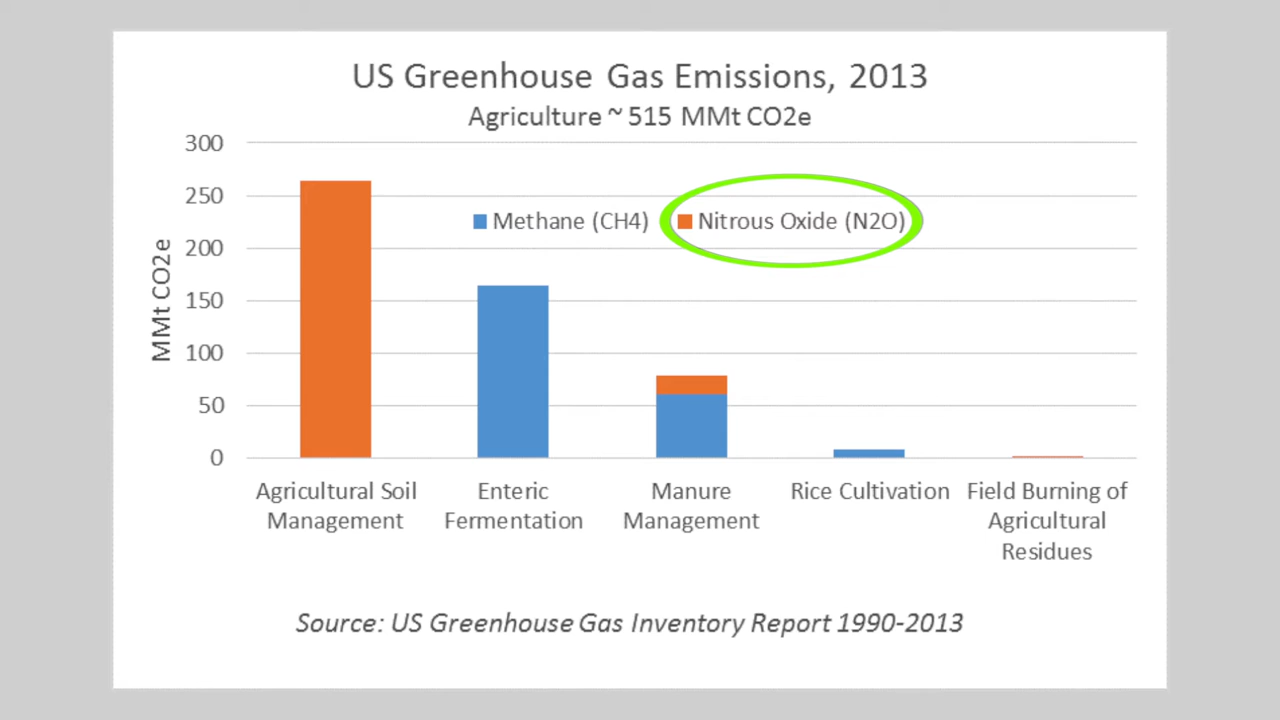 US Greenhouse Gas Emissions, 2013
Agriculture ~ 515 MMt CO2e
300
250
200
150
100
50
0
MMt CO2e
Methane (CH4)
Nitrous Oxide (N2O)
Agricultural Soil
Management
Enteric
Fermentation
Manure
Management
Rice Cultivation
Field Burning of
Agricultural
Residues
Source: US Greenhouse Gas Inventory Report 1990-2013